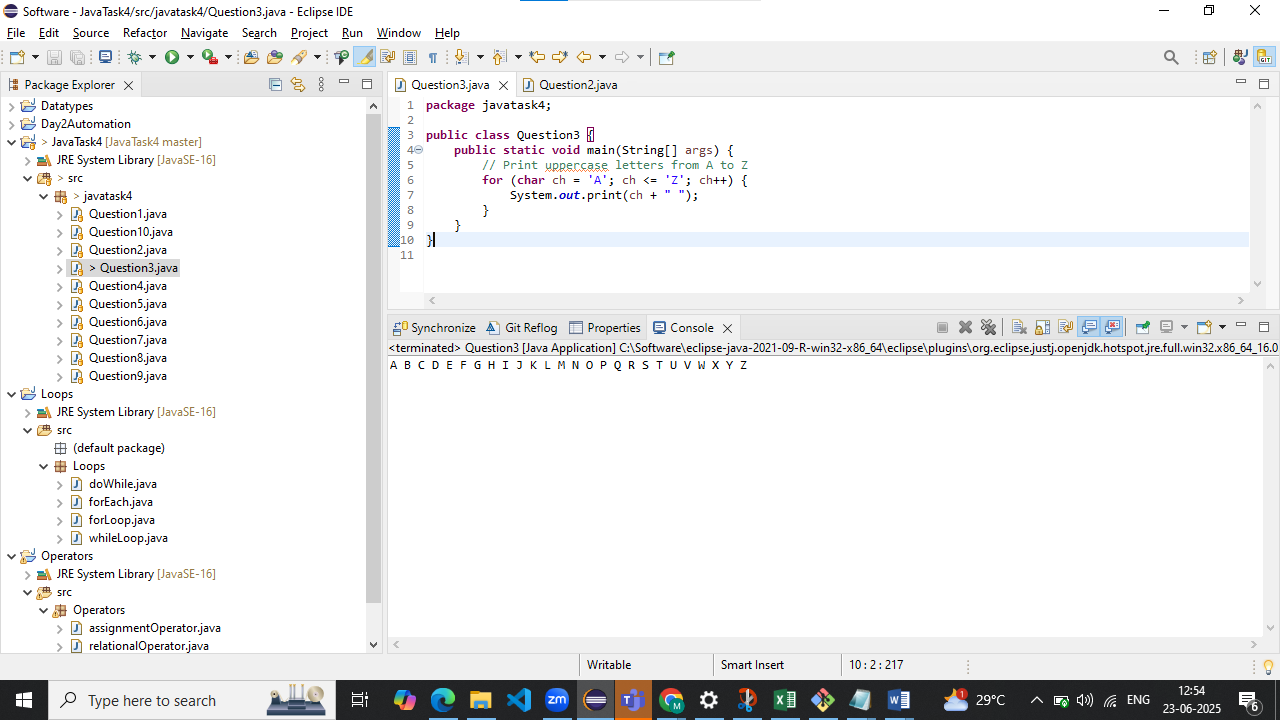 Software - JavaTask4/src/javatask4/Question3.java - Eclipse IDE
File Edit Source Refactor Navigate Search Project Run Window Help
Package Explorer
Datatypes
Day2Automation
> JavaTask4 [JavaTask4 master]
JRE System Library [JavaSE-16]
> src
> javatask4
Question1.java
Question10.java
Question2.java
> Question3.java
Question4.java
Question5.java
Question6.java
Question7.java
Question8.java
Question9.java
Loops
JRE System Library [JavaSE-16]
src
(default package)
Loops
doWhile.java
forEach.java
forLoop.java
whileLoop.java
Operators
JRE System Library [JavaSE-16]
src
Operators
assignmentOperator.java
relationalOperator.java
Question3.java Question2.java
1 package javatask4;
2
3 public class Question3 {
4 public static void main(String[] args) {
5 // Print uppercase letters from A to Z
6 for (char ch = 'A'; ch <= 'Z'; ch++) {
7 System.out.print(ch + " ");
8 }
9 }
10 }
11
Synchronize Git Reflog Properties Console
<terminated> Question3 [Java Application] C:\Software\eclipse-java-2021-09-R-win32-x86_64\eclipse\plugins\org.eclipse.justj.openjdk.hotspot.jre.full.win32.x86_64_16.0
A B C D E F G H I J K L M N O P Q R S T U V W X Y Z
Writable Smart Insert 10 : 2 : 217
Type here to search
1 29°C ENG 12:54
23-06-2025
6